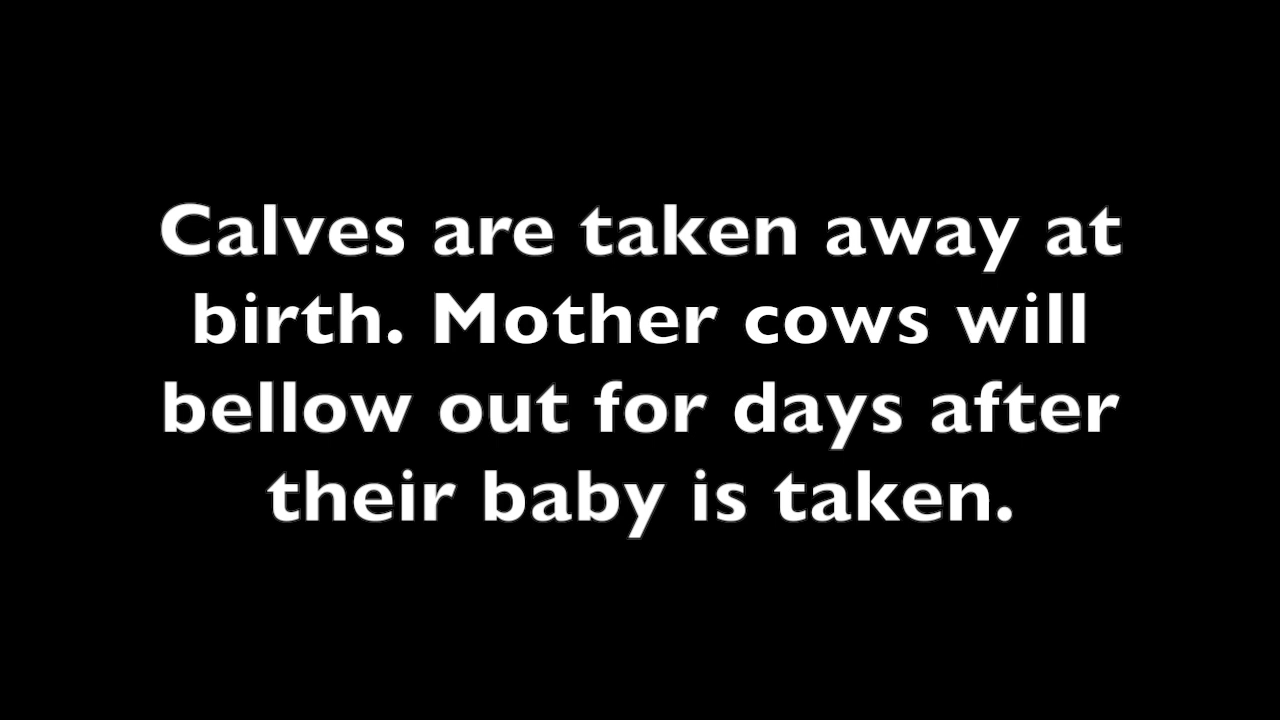 Calves are taken away at
birth. Mother cows will
bellow out for days after
their baby is taken.